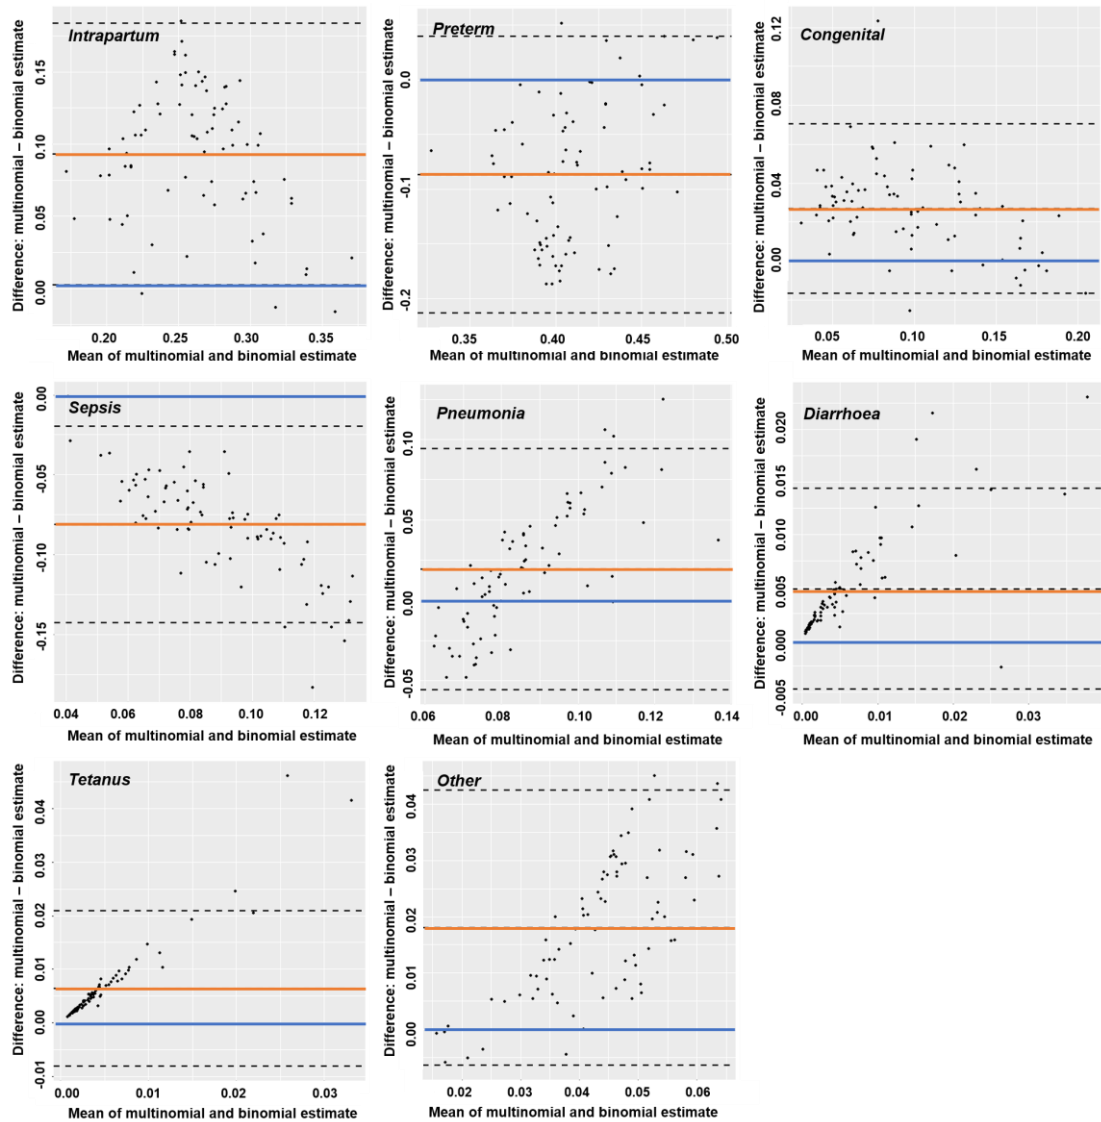 Intrapartum
Difference: multinomial – binomial estimate
0.15
0.10
0.05
0.00
0.20
0.25
0.30
0.35
Mean of multinomial and binomial estimate
Preterm
Difference: multinomial – binomial estimate
0.0
-0.1
-0.2
0.35
0.40
0.45
0.50
Mean of multinomial and binomial estimate
Congenital
Difference: multinomial – binomial estimate
0.12
0.08
0.04
0.00
0.05
0.10
0.15
0.20
Mean of multinomial and binomial estimate
Sepsis
Difference: multinomial – binomial estimate
0.00
-0.05
-0.10
-0.15
0.04
0.06
0.08
0.10
0.12
Mean of multinomial and binomial estimate
Pneumonia
Difference: multinomial – binomial estimate
0.10
0.05
0.00
-0.05
0.06
0.08
0.10
0.12
0.14
Mean of multinomial and binomial estimate
Diarrhoea
Difference: multinomial – binomial estimate
0.020
0.015
0.010
0.005
0.000
-0.005
0.00
0.01
0.02
0.03
Mean of multinomial and binomial estimate
Tetanus
Difference: multinomial – binomial estimate
0.04
0.03
0.02
0.01
0.00
-0.01
0.00
0.01
0.02
0.03
Mean of multinomial and binomial estimate
Other
Difference: multinomial – binomial estimate
0.04
0.03
0.02
0.01
0.00
0.02
0.03
0.04
0.05
0.06
Mean of multinomial and binomial estimate